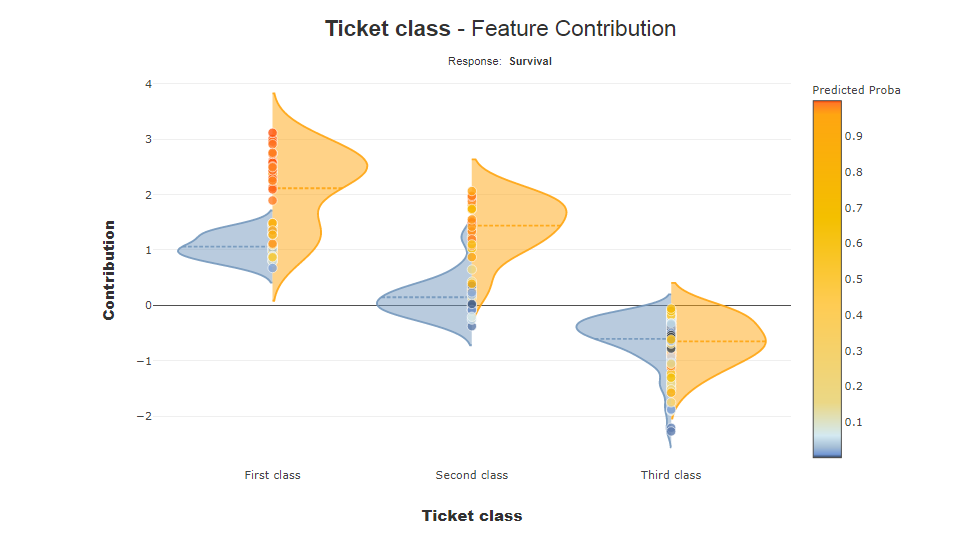 Ticket class - Feature Contribution
Response: Survival
Predicted Proba
4
3
2
1
0
−1
−2
Contribution
0.9
0.8
0.7
0.6
0.5
0.4
0.3
0.2
0.1
First class
Second class
Third class
Ticket class